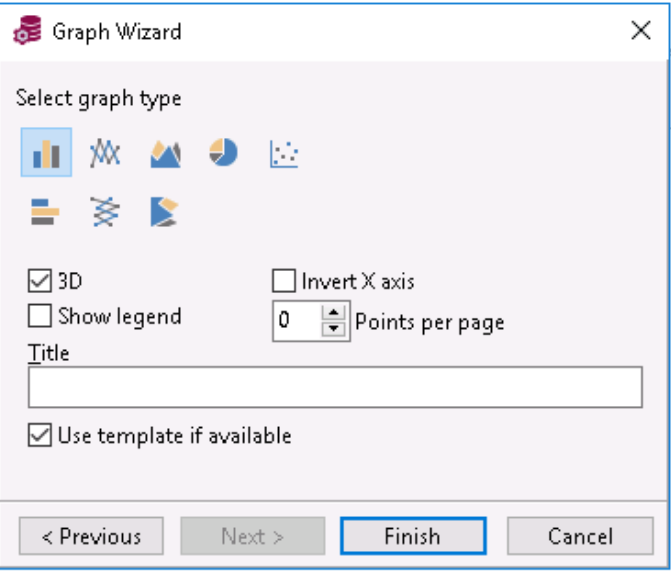 Graph Wizard
Select graph type
3D
Invert X axis
Show legend
0 Points per page
Title
Use template if available
< Previous Next > Finish Cancel